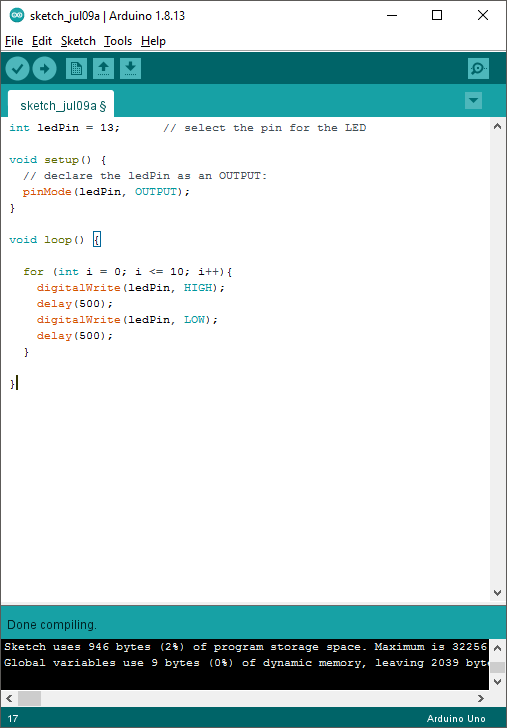 sketch_jul09a | Arduino 1.8.13
File Edit Sketch Tools Help
sketch_jul09a §
int ledPin = 13;      // select the pin for the LED
void setup() {
  // declare the ledPin as an OUTPUT:
  pinMode(ledPin, OUTPUT);
}
void loop() {
  for (int i = 0; i <= 10; i++){
    digitalWrite(ledPin, HIGH);
    delay(500);
    digitalWrite(ledPin, LOW);
    delay(500);
  }
}
Done compiling.
Sketch uses 946 bytes (2%) of program storage space. Maximum is 32256
Global variables use 9 bytes (0%) of dynamic memory, leaving 2039 byte
17 Arduino Uno